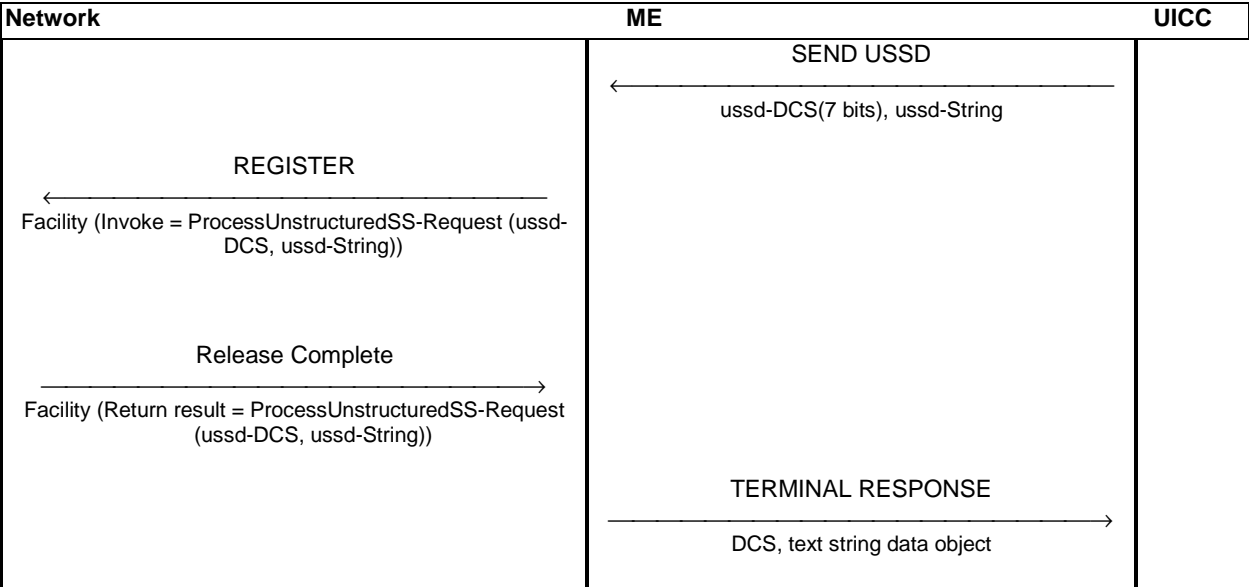 Network ME UICC
SEND USSD
ussd-DCS(7 bits), ussd-String
REGISTER
Facility (Invoke = ProcessUnstructuredSS-Request (ussd-
DCS, ussd-String))
Release Complete
Facility (Return result = ProcessUnstructuredSS-Request
(ussd-DCS, ussd-String))
TERMINAL RESPONSE
DCS, text string data object